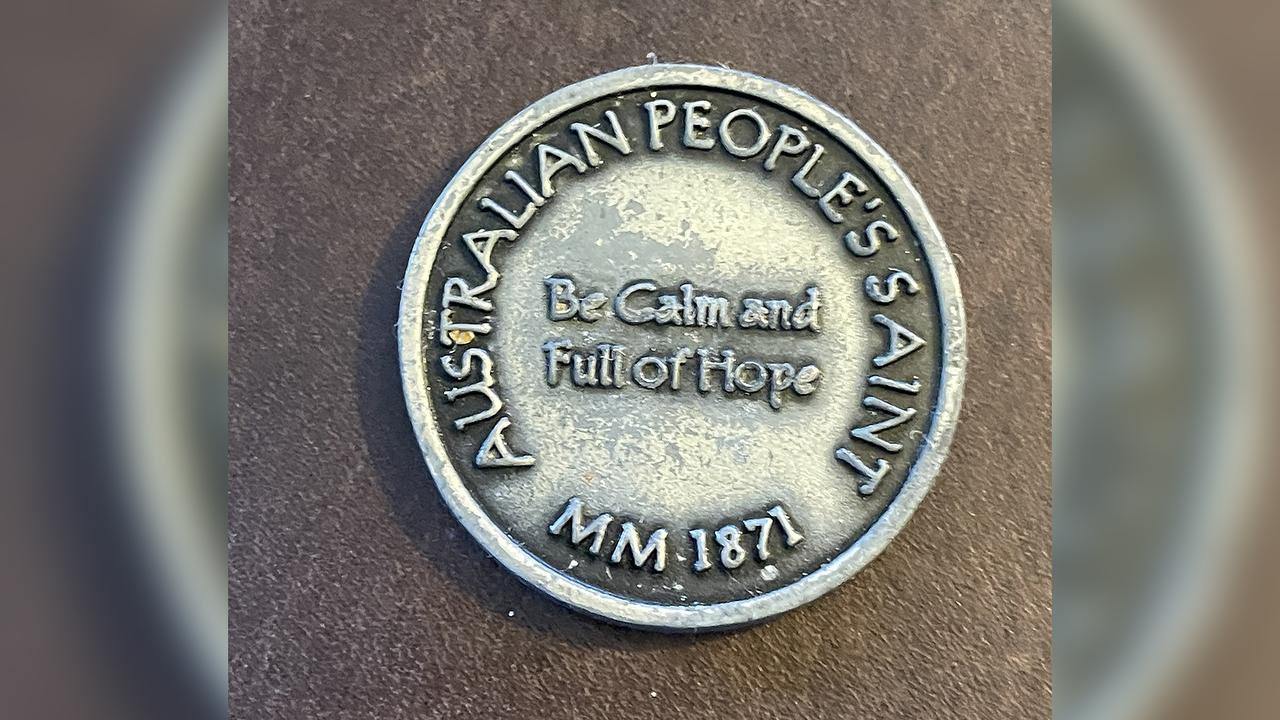 AUSTRALIAN PEOPLE'S SAINT
Be Calm and
Full of Hope
MM 1871